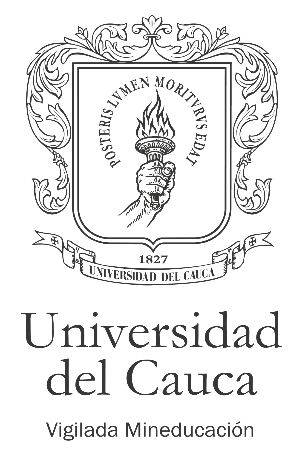 POSTERIS LVMEN MORITVRVS EDAT
1827
UNIVERSIDAD DEL CAUCA
Universidad
del Cauca
Vigilada Mineducación